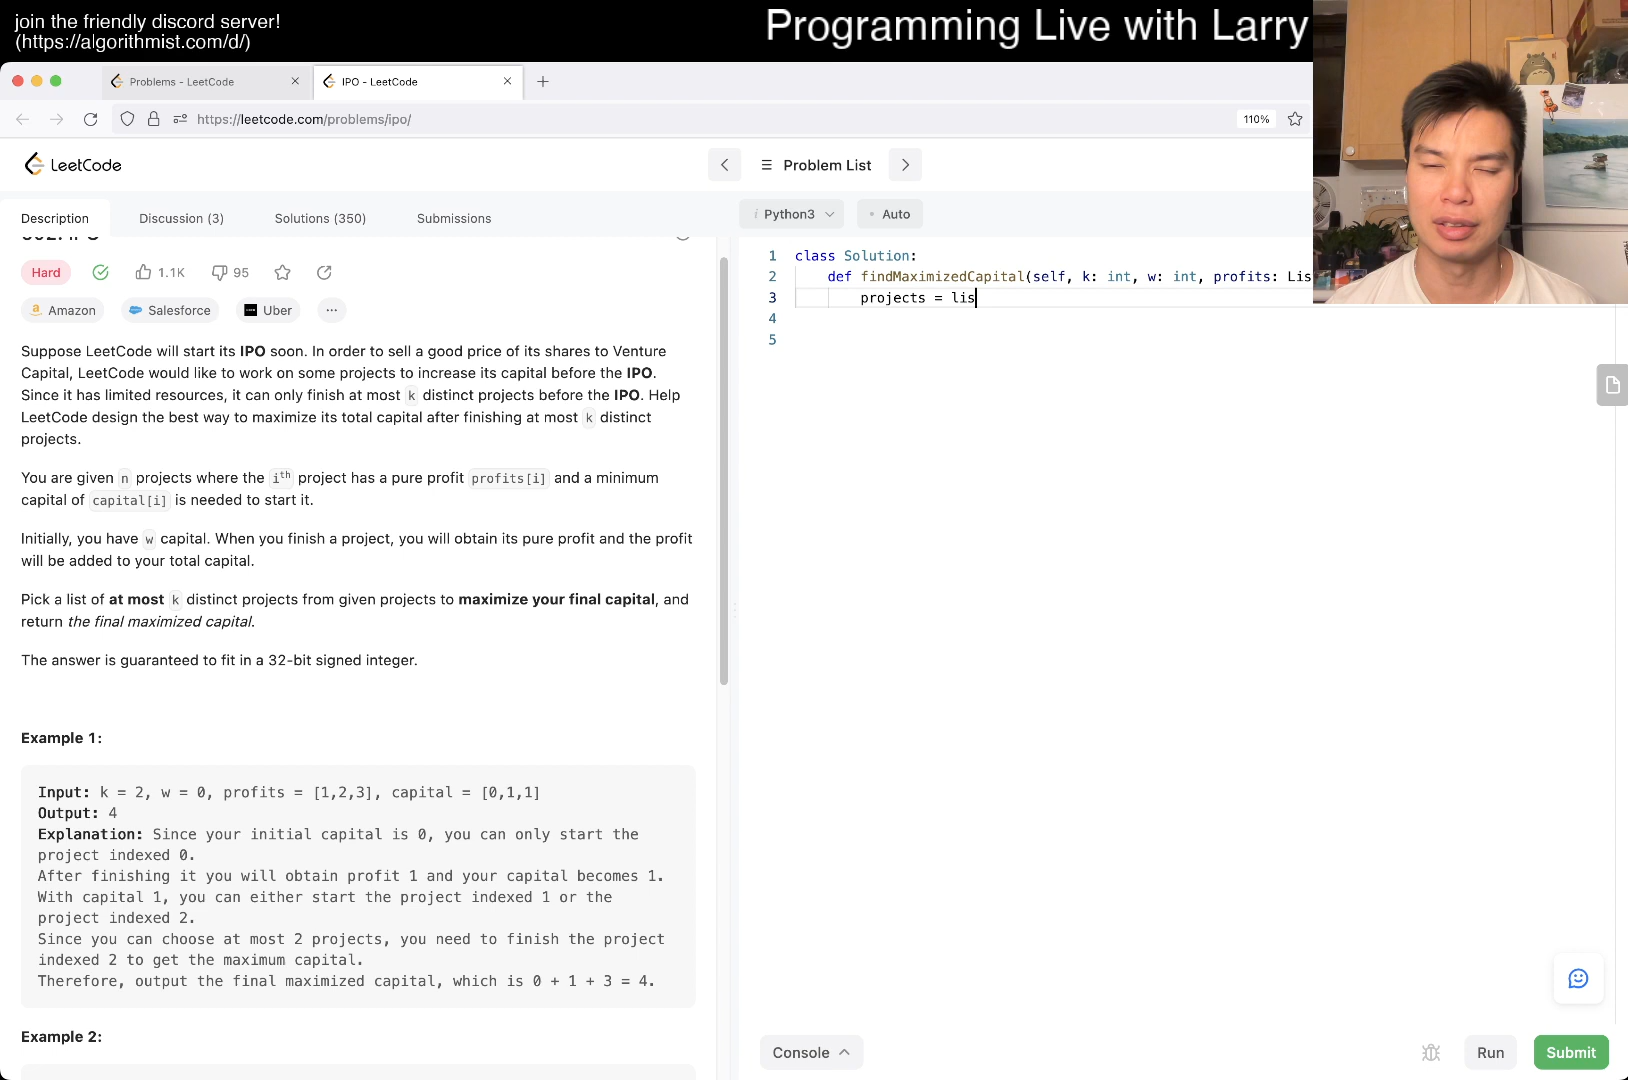 join the friendly discord server!
(https://algorithmist.com/d/)
Programming Live with Larry
Problems - LeetCode
IPO - LeetCode
https://leetcode.com/problems/ipo/
110%
LeetCode
Problem List
Description
Discussion (3)
Solutions (350)
Submissions
i Python3
Auto
Hard
1.1K
95
Amazon
Salesforce
Uber
...
Suppose LeetCode will start its IPO soon. In order to sell a good price of its shares to Venture
Capital, LeetCode would like to work on some projects to increase its capital before the IPO.
Since it has limited resources, it can only finish at most k distinct projects before the IPO. Help
LeetCode design the best way to maximize its total capital after finishing at most k distinct
projects.
You are given n projects where the ith project has a pure profit profits[i] and a minimum
capital of capital[i] is needed to start it.
Initially, you have w capital. When you finish a project, you will obtain its pure profit and the profit
will be added to your total capital.
Pick a list of at most k distinct projects from given projects to maximize your final capital, and
return the final maximized capital.
The answer is guaranteed to fit in a 32-bit signed integer.
Example 1:
Input: k = 2, w = 0, profits = [1,2,3], capital = [0,1,1]
Output: 4
Explanation: Since your initial capital is 0, you can only start the
project indexed 0.
After finishing it you will obtain profit 1 and your capital becomes 1.
With capital 1, you can either start the project indexed 1 or the
project indexed 2.
Since you can choose at most 2 projects, you need to finish the project
indexed 2 to get the maximum capital.
Therefore, output the final maximized capital, which is 0 + 1 + 3 = 4.
Example 2:
1 class Solution:
2 def findMaximizedCapital(self, k: int, w: int, profits: Lis
3 projects = lis
4
5
Console
Run
Submit